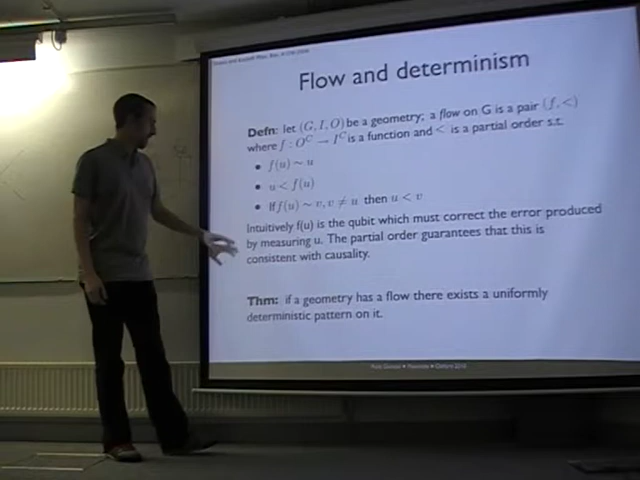 Flow and determinism
Defn: let (G, I, O) be a geometry; a flow on G is a pair (f, <)
where f : O^C → I^C is a function and < is a partial order s.t.
• f(u) ∼ u
• u < f(u)
• If f(u) ∼ v, v ≠ u then u < v
Intuitively f(u) is the qubit which must correct the error produced
by measuring u. The partial order guarantees that this is
consistent with causality.
Thm: if a geometry has a flow there exists a uniformly
deterministic pattern on it.